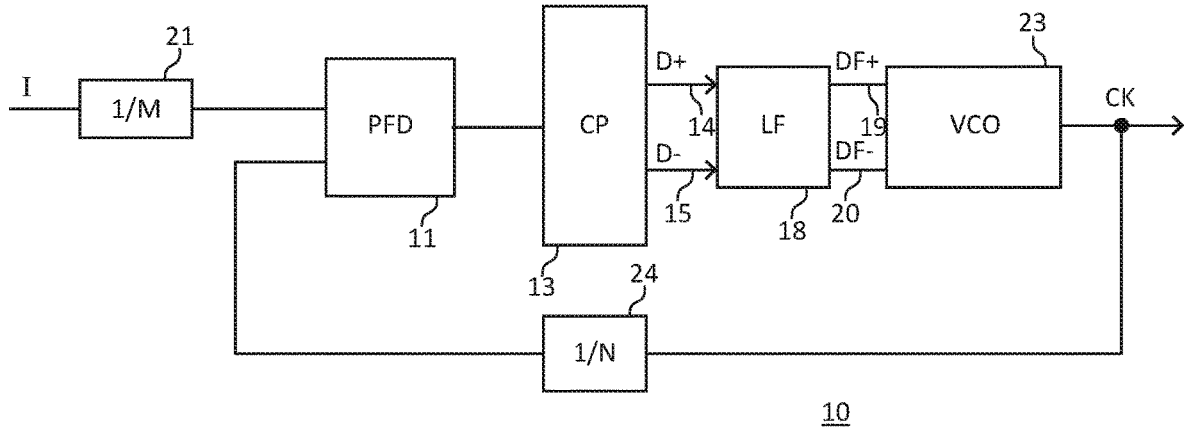 21
I
1/M
PFD
11
CP
13
D+
14
D-
15
LF
18
DF+
19
DF-
20
VCO
23
CK
24
1/N
10